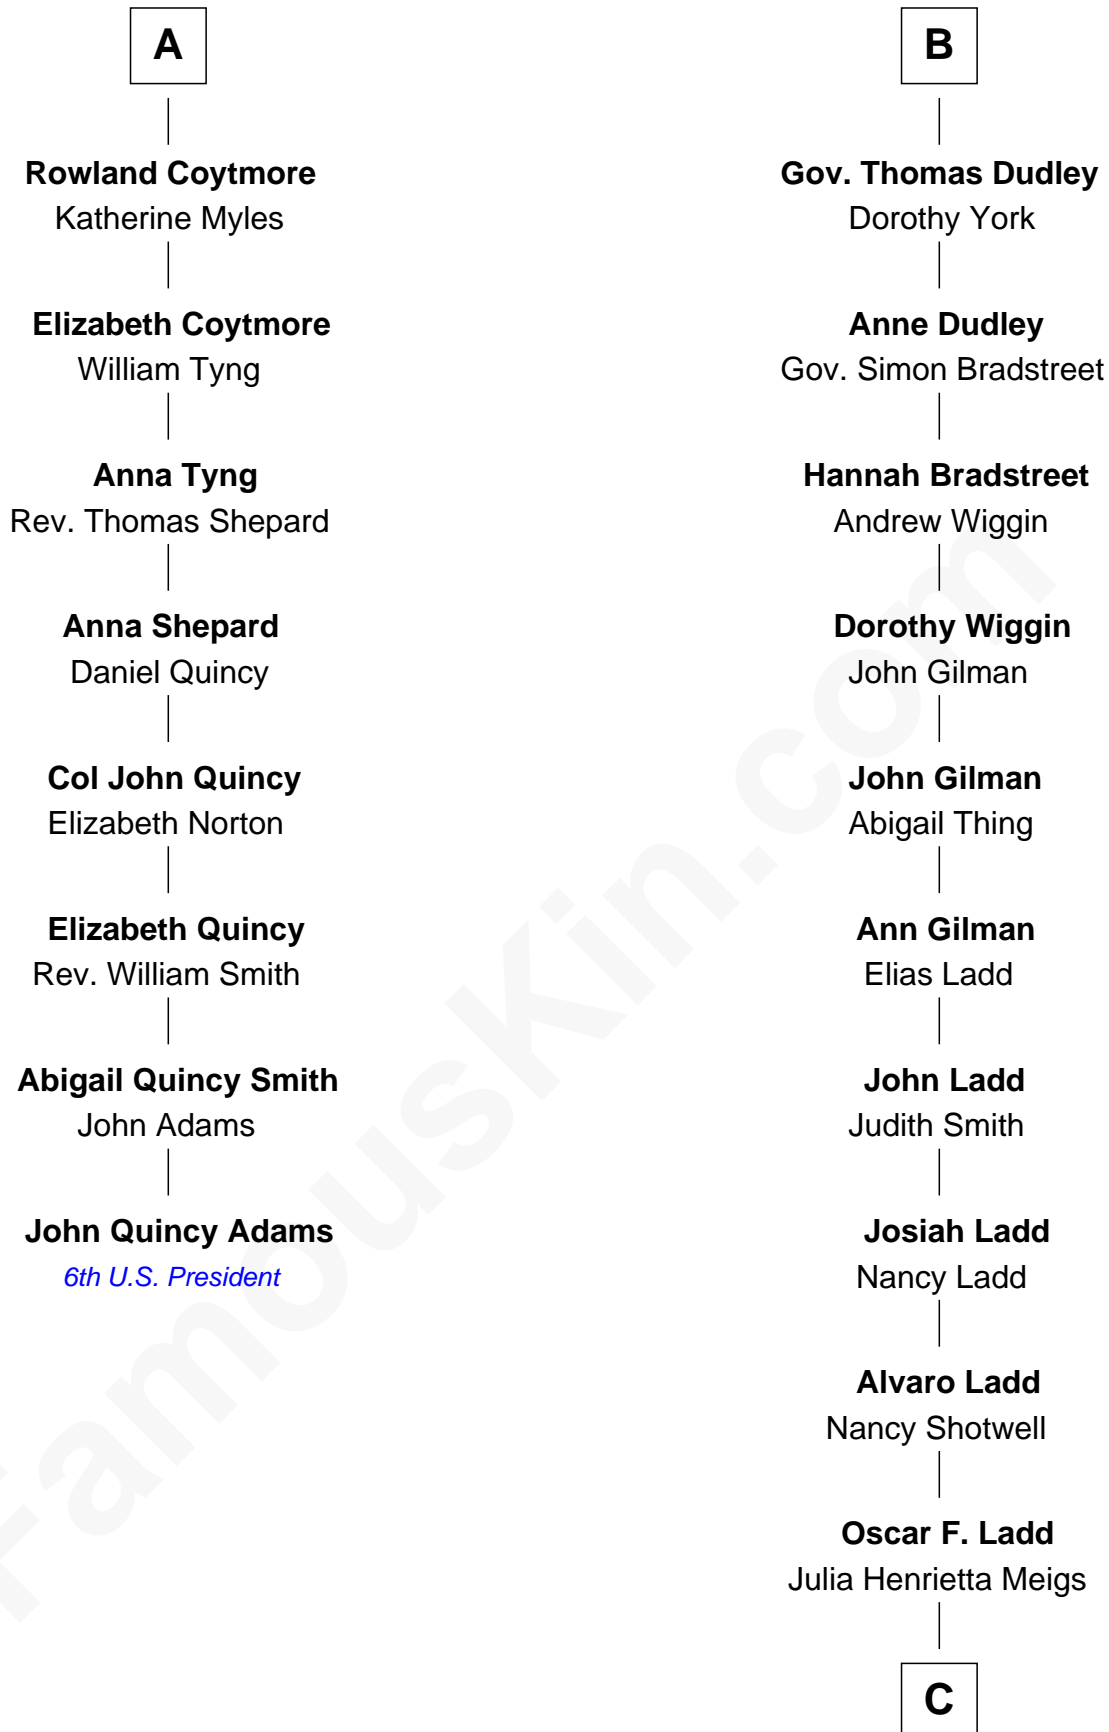 A
Rowland Coytmore
Katherine Myles
Elizabeth Coytmore
William Tyng
Anna Tyng
Rev. Thomas Shepard
Anna Shepard
Daniel Quincy
Col John Quincy
Elizabeth Norton
Elizabeth Quincy
Rev. William Smith
Abigail Quincy Smith
John Adams
John Quincy Adams
6th U.S. President
B
Gov. Thomas Dudley
Dorothy York
Anne Dudley
Gov. Simon Bradstreet
Hannah Bradstreet
Andrew Wiggin
Dorothy Wiggin
John Gilman
John Gilman
Abigail Thing
Ann Gilman
Elias Ladd
John Ladd
Judith Smith
Josiah Ladd
Nancy Ladd
Alvaro Ladd
Nancy Shotwell
Oscar F. Ladd
Julia Henrietta Meigs
C
FamousKin.com